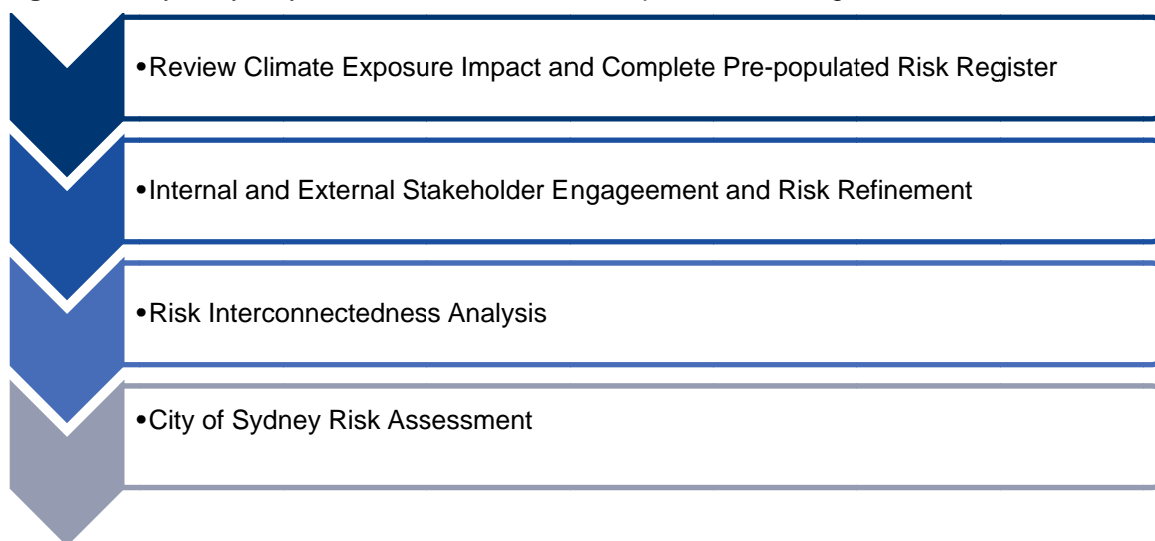 •Review Climate Exposure Impact and Complete Pre-populated Risk Register
•Internal and External Stakeholder Engageement and Risk Refinement
•Risk Interconnectedness Analysis
•City of Sydney Risk Assessment